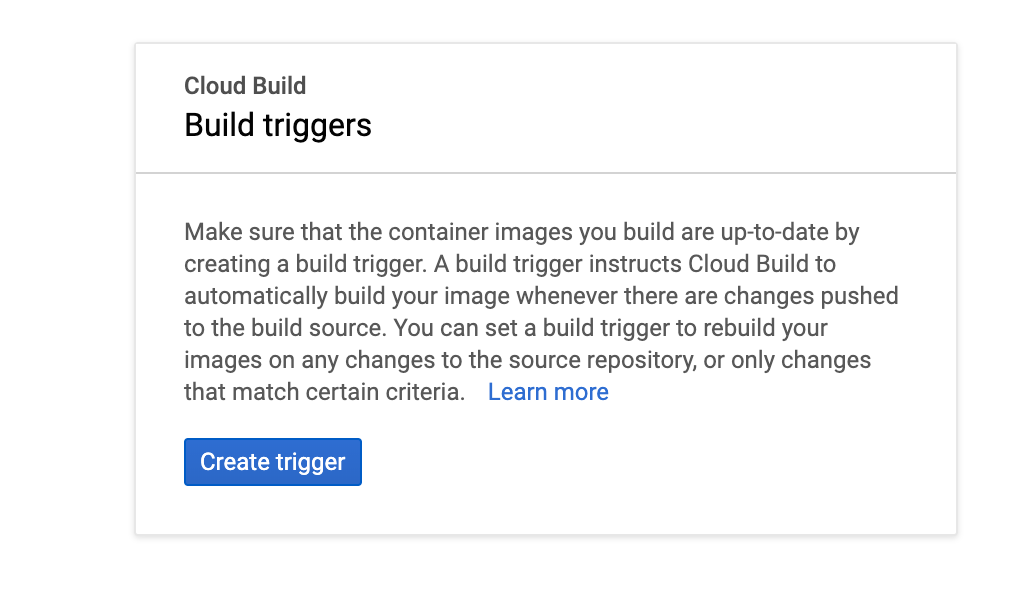 Cloud Build
Build triggers
Make sure that the container images you build are up-to-date by
creating a build trigger. A build trigger instructs Cloud Build to
automatically build your image whenever there are changes pushed
to the build source. You can set a build trigger to rebuild your
images on any changes to the source repository, or only changes
that match certain criteria. Learn more
Create trigger